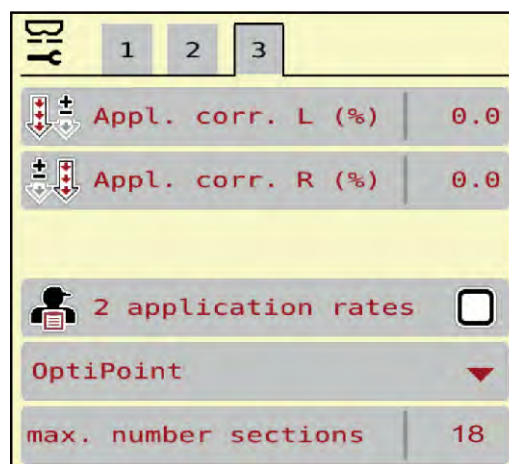 1 2 3
Appl. corr. L (%) 0.0
Appl. corr. R (%) 0.0
2 application rates
OptiPoint
max. number sections 18